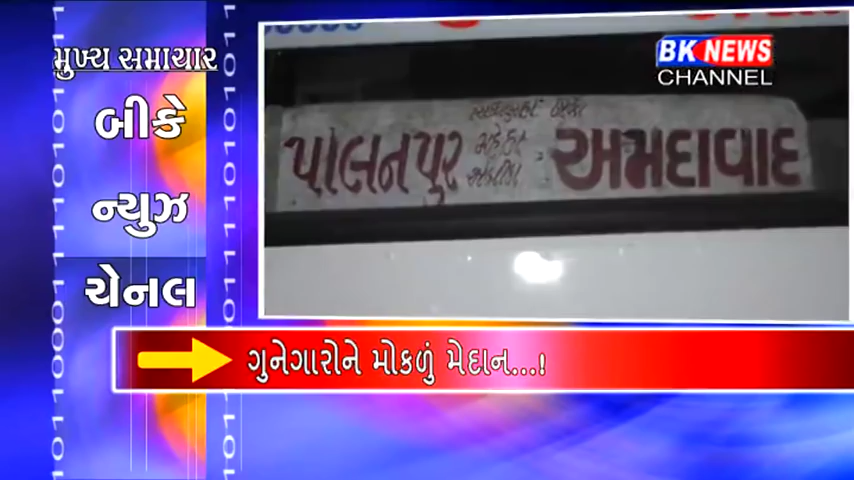 મુખ્ય સમાચાર
બીકે
ન્યુઝ
ચેનલ
BK NEWS
CHANNEL
પાલનપુર
અમદાવાદ
ગુનેગારોને મોકળું મેદાન...!